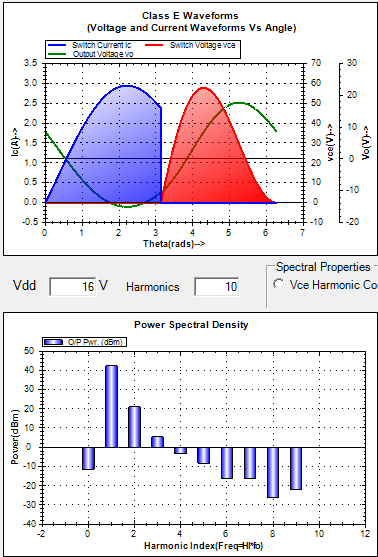 Class E Waveforms
(Voltage and Current Waveforms Vs Angle)
Switch Current Ic Switch Voltage vce
Output Voltage vo
3.5 70 30
3.0 60
2.5 50 20
2.0 40 10
1.5 30
1.0 20 0
0.5 10 -10
0.0 0
-0.5 -10 -20
Ic(A)-->
vce(V)-->
Vo(V)-->
0 1 2 3 4 5 6 7
Theta(rads)-->
Spectral Properties
Vdd 16 V Harmonics 10 Vce Harmonic Co
Power Spectral Density
O/P Pwr. (dBm)
50
40
30
20
10
0
-10
-20
-30
-40
Power(dBm)
-2 0 2 4 6 8 10 12
Harmonic Index(Freq=HI*fo)